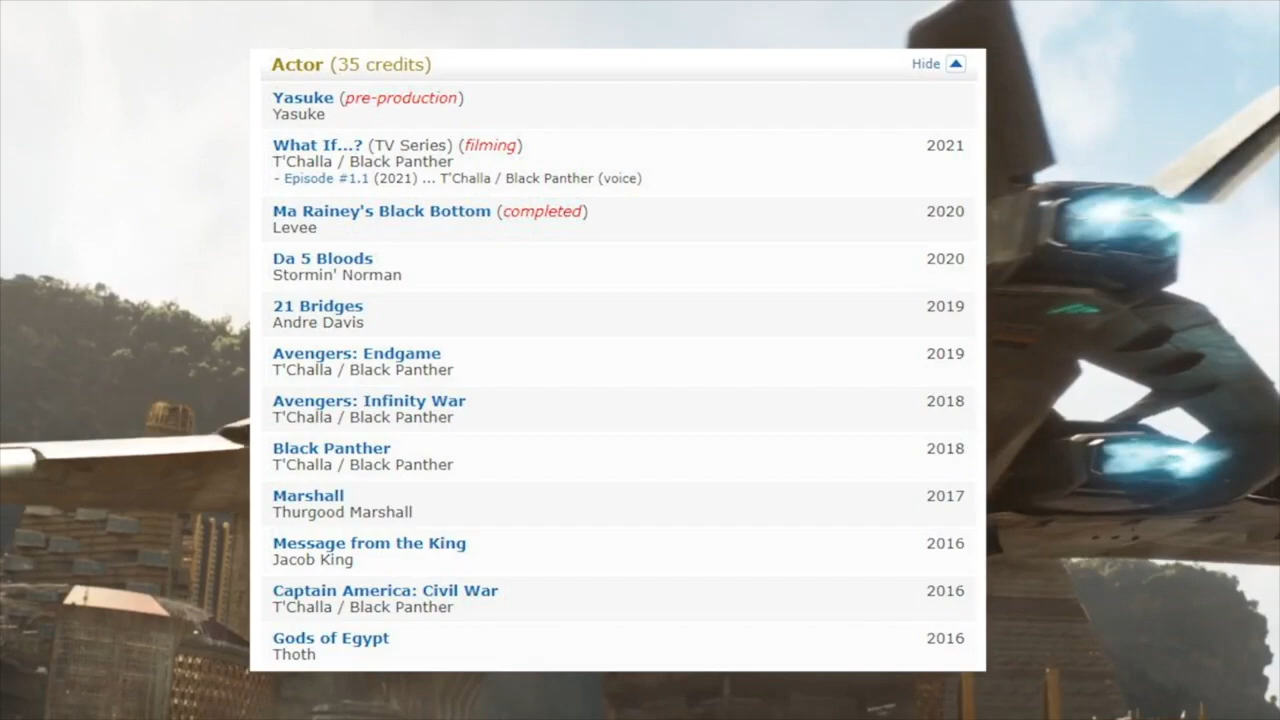 Actor (35 credits) Hide
Yasuke (pre-production)
Yasuke
What If...? (TV Series) (filming) 2021
T'Challa / Black Panther
- Episode #1.1 (2021) ... T'Challa / Black Panther (voice)
Ma Rainey's Black Bottom (completed) 2020
Levee
Da 5 Bloods 2020
Stormin' Norman
21 Bridges 2019
Andre Davis
Avengers: Endgame 2019
T'Challa / Black Panther
Avengers: Infinity War 2018
T'Challa / Black Panther
Black Panther 2018
T'Challa / Black Panther
Marshall 2017
Thurgood Marshall
Message from the King 2016
Jacob King
Captain America: Civil War 2016
T'Challa / Black Panther
Gods of Egypt 2016
Thoth